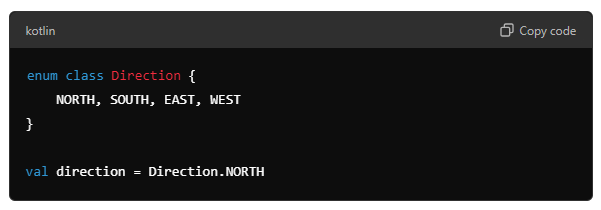 kotlin
Copy code
enum class Direction {
    NORTH, SOUTH, EAST, WEST
}
val direction = Direction.NORTH